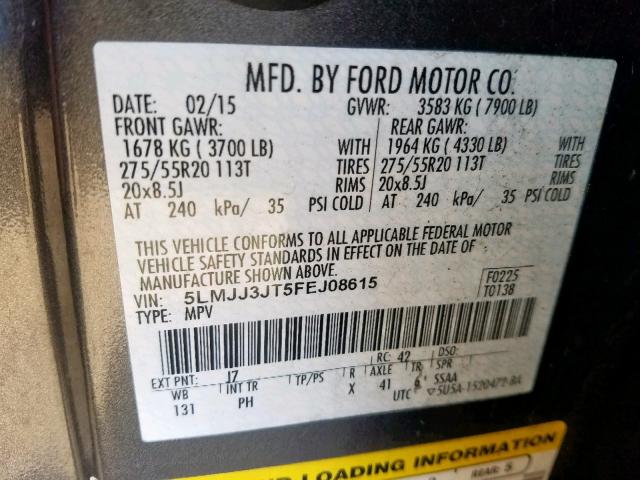 MFD. BY FORD MOTOR CO.
DATE: 02/15 GVWR: 3583 KG ( 7900 LB)
FRONT GAWR: REAR GAWR:
1678 KG ( 3700 LB) WITH 1964 KG ( 4330 LB) WITH
275/55R20 113T TIRES 275/55R20 113T TIRES
20x8.5J RIMS 20x8.5J RIMS
AT 240 kPa/ 35 PSI COLD AT 240 kPa/ 35 PSI COLD
THIS VEHICLE CONFORMS TO ALL APPLICABLE FEDERAL MOTOR
VEHICLE SAFETY STANDARDS IN EFFECT ON THE DATE OF
MANUFACTURE SHOWN ABOVE.
VIN: 5LMJJ3JT5FEJ08615 F0225
TYPE: MPV T0138
EXT PNT: J7 RC: 42 DSO:
WB INT TR TP/PS R AXLE TR SPR
131 PH X 41 6 SSAA
UTC
LOADING INFORMATION
REAR: 5